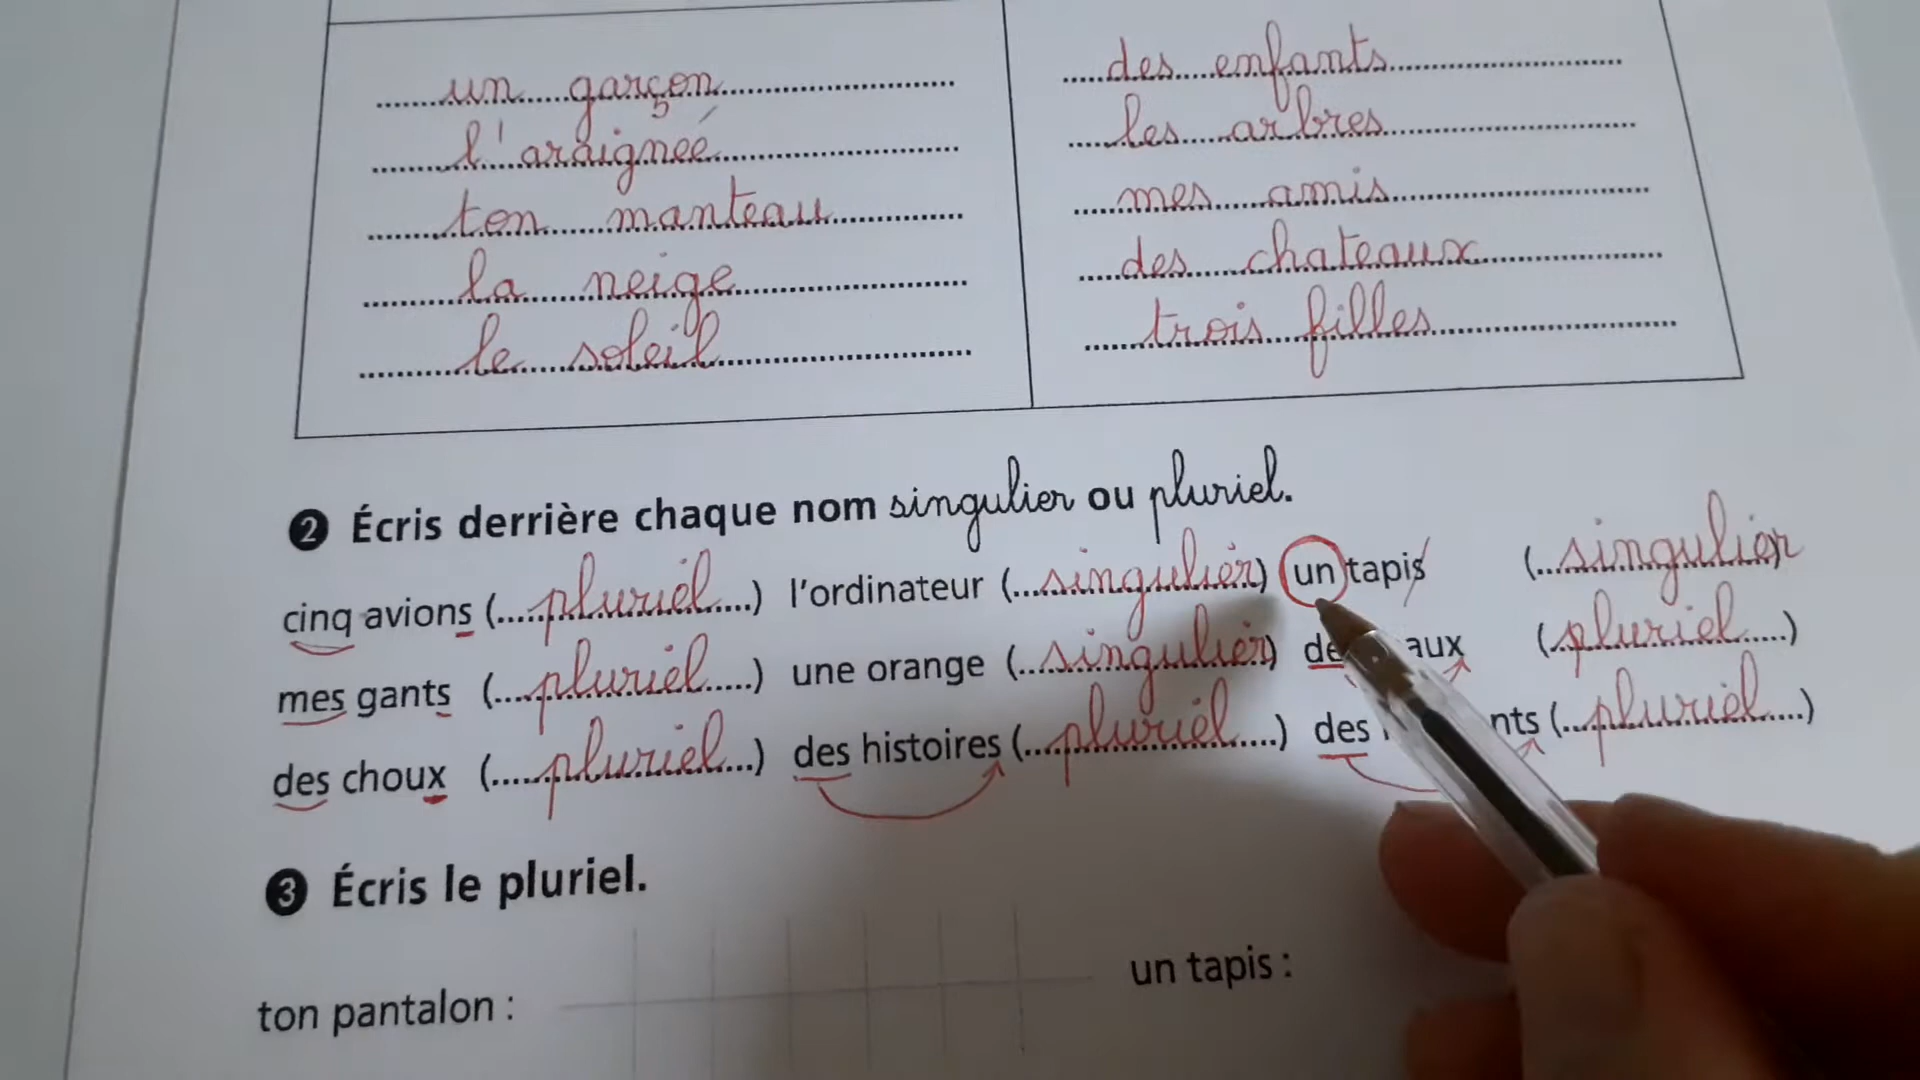 un garçon
l'araigneé
ton manteau
la neige
le soleil
des enfants
les arbres
mes amis
des chateaux
trois filles
2 Écris derrière chaque nom singulier ou pluriel.
cinq avions (pluriel) l'ordinateur (singulier) un tapis (singulier)
mes gants (pluriel) une orange (singulier) (pluriel)
des choux (pluriel) des histoires (pluriel) des (pluriel)
3 Écris le pluriel.
ton pantalon : un tapis :